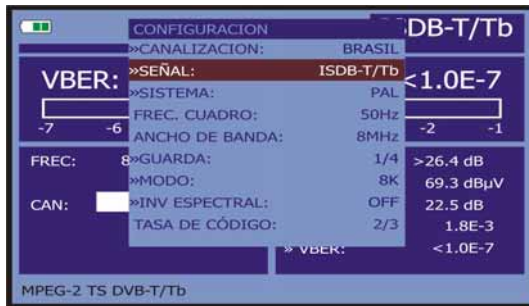 CONFIGURACION
DB-T/Tb
»CANALIZACION: BRASIL
»SEÑAL: ISDB-T/Tb
»SISTEMA: PAL
FREC. CUADRO: 50Hz
ANCHO DE BANDA: 8MHz
»GUARDA: 1/4
»MODO: 8K
»INV ESPECTRAL: OFF
TASA DE CÓDIGO: 2/3
VBER: <1.0E-7
-7 -6 -2 -1
FREC: 8 >26.4 dB
69.3 dBµV
CAN: 22.5 dB
1.8E-3
» VBER: <1.0E-7
MPEG-2 TS DVB-T/Tb